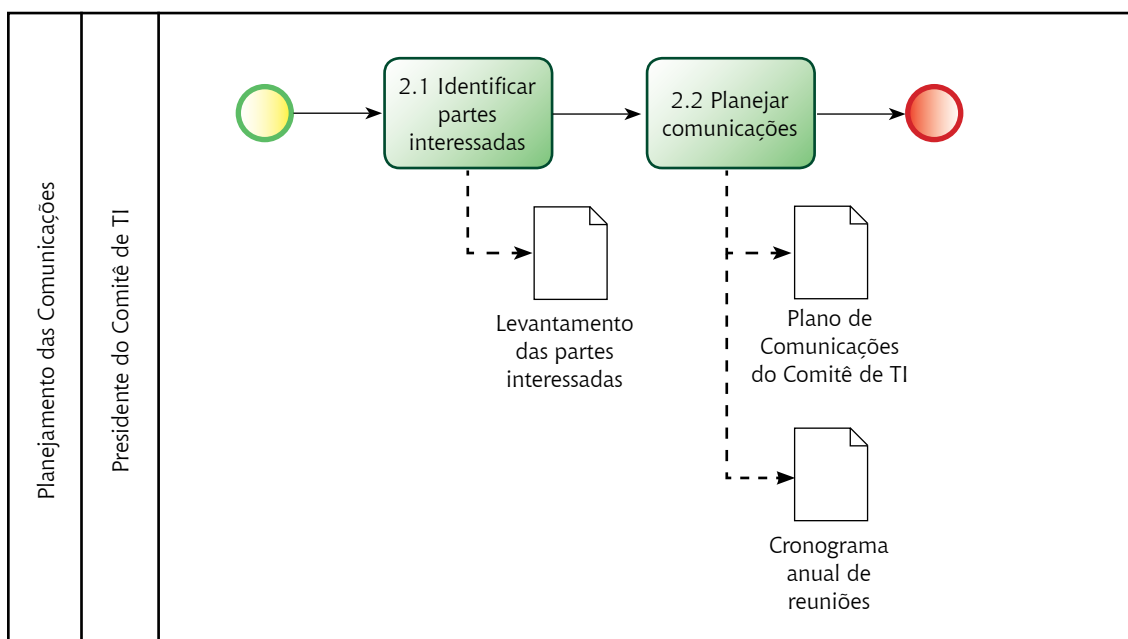 Planejamento das Comunicações
Presidente do Comitê de TI
2.1 Identificar
partes
interessadas
2.2 Planejar
comunicações
Levantamento
das partes
interessadas
Plano de
Comunicações
do Comitê de TI
Cronograma
anual de
reuniões